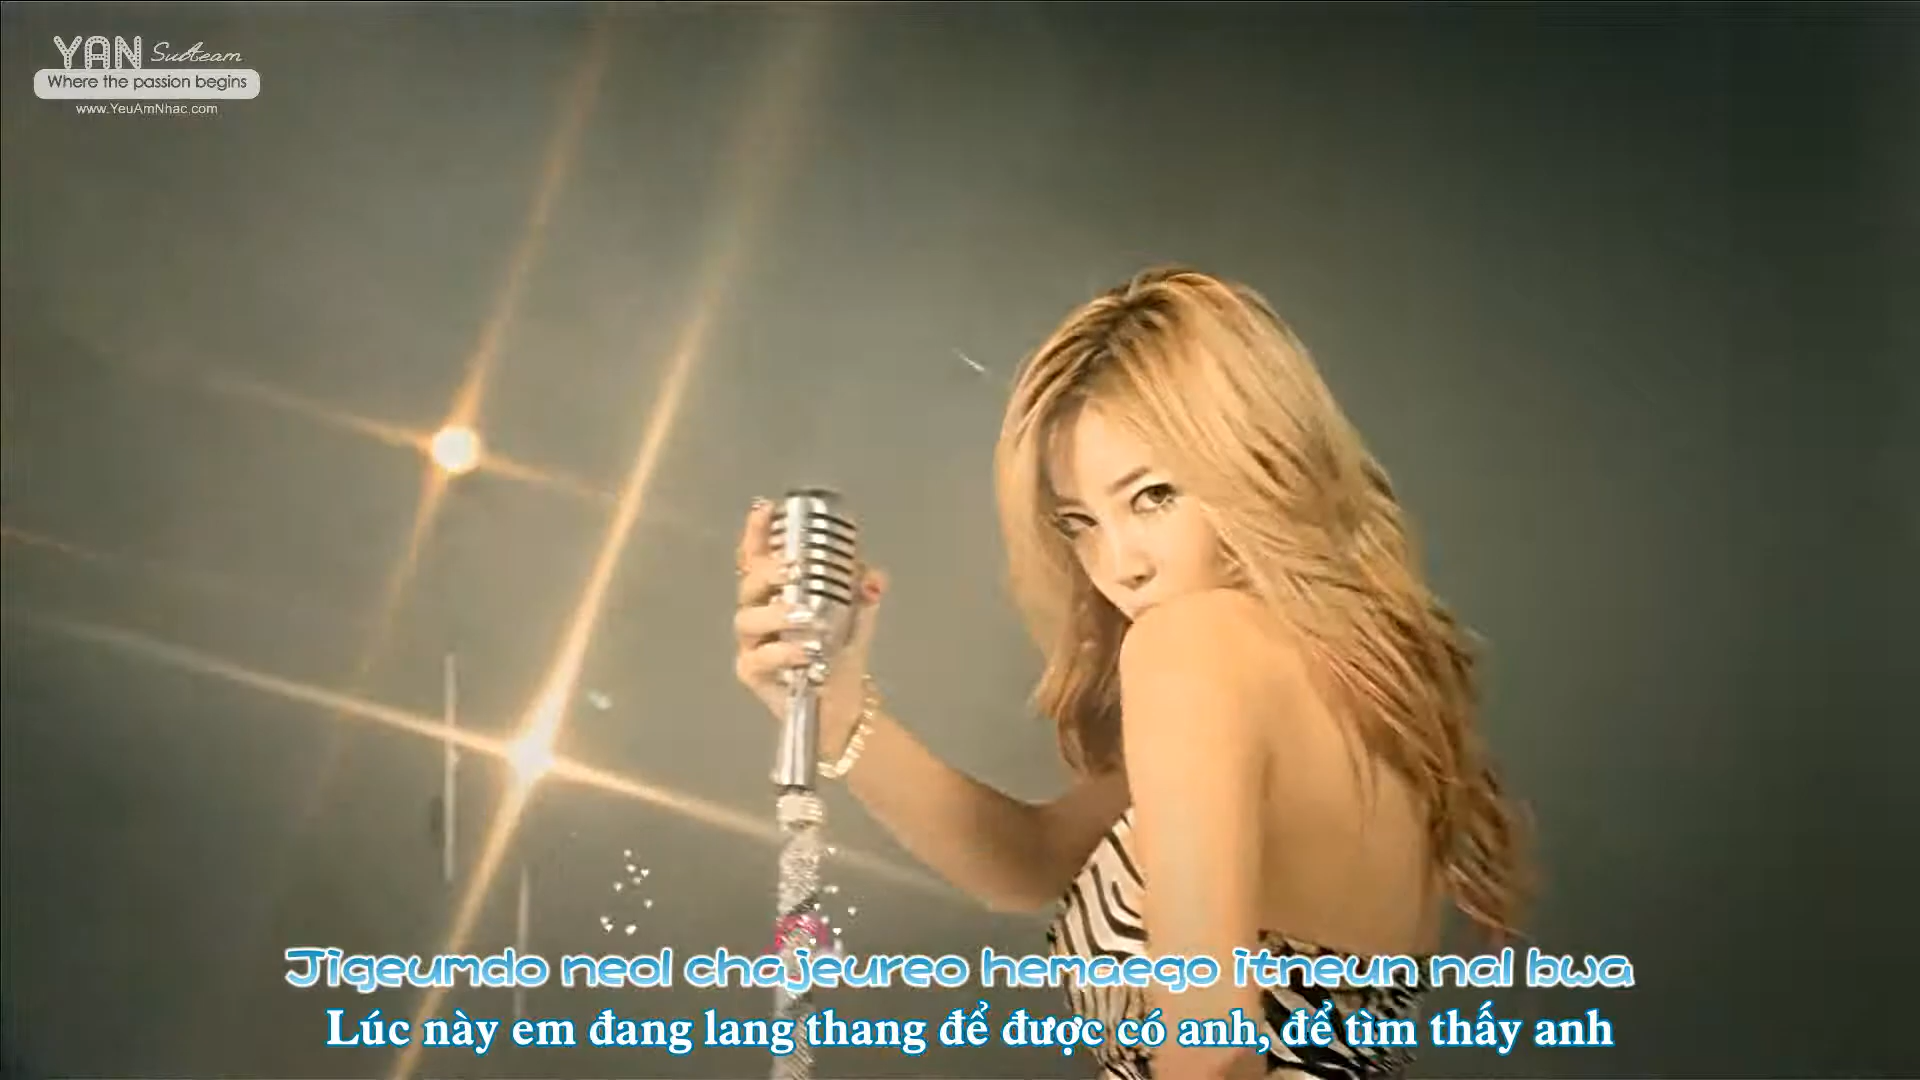 YAN Subteam
Where the passion begins
www.YeuAmNhac.com
Jigeumdo neol chajeureo hemaego itneun nal bwa
Lúc này em đang lang thang để được có anh, để tìm thấy anh